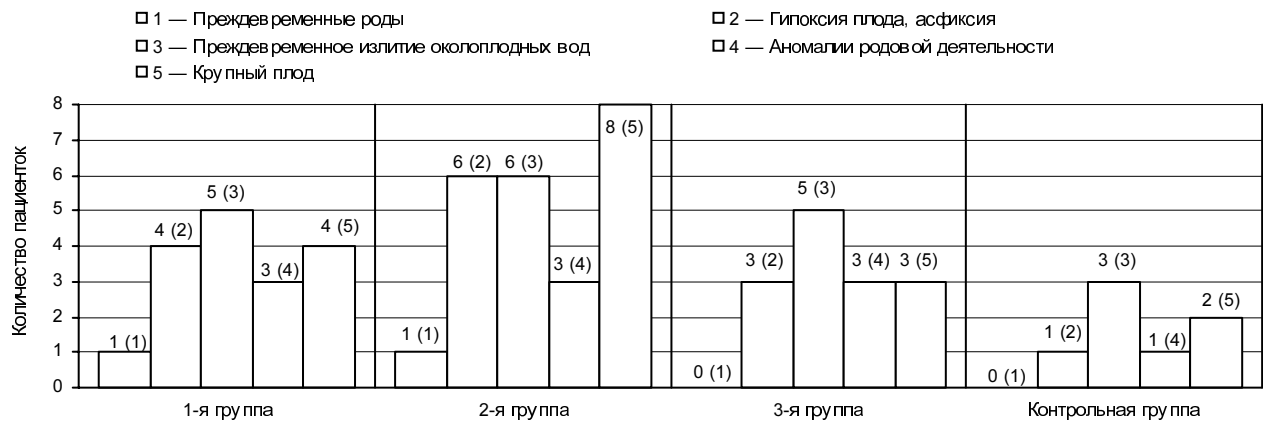 1 — Преждевременные роды
2 — Гипоксия плода, асфиксия
3 — Преждевременное излитие околоплодных вод
4 — Аномалии родовой деятельности
5 — Крупный плод
Количество пациенток
8
7
6
5
4
3
2
1
0
1 (1)
4 (2)
5 (3)
3 (4)
4 (5)
1 (1)
6 (2)
6 (3)
3 (4)
8 (5)
0 (1)
3 (2)
5 (3)
3 (4)
3 (5)
0 (1)
1 (2)
3 (3)
1 (4)
2 (5)
1-я группа
2-я группа
3-я группа
Контрольная группа